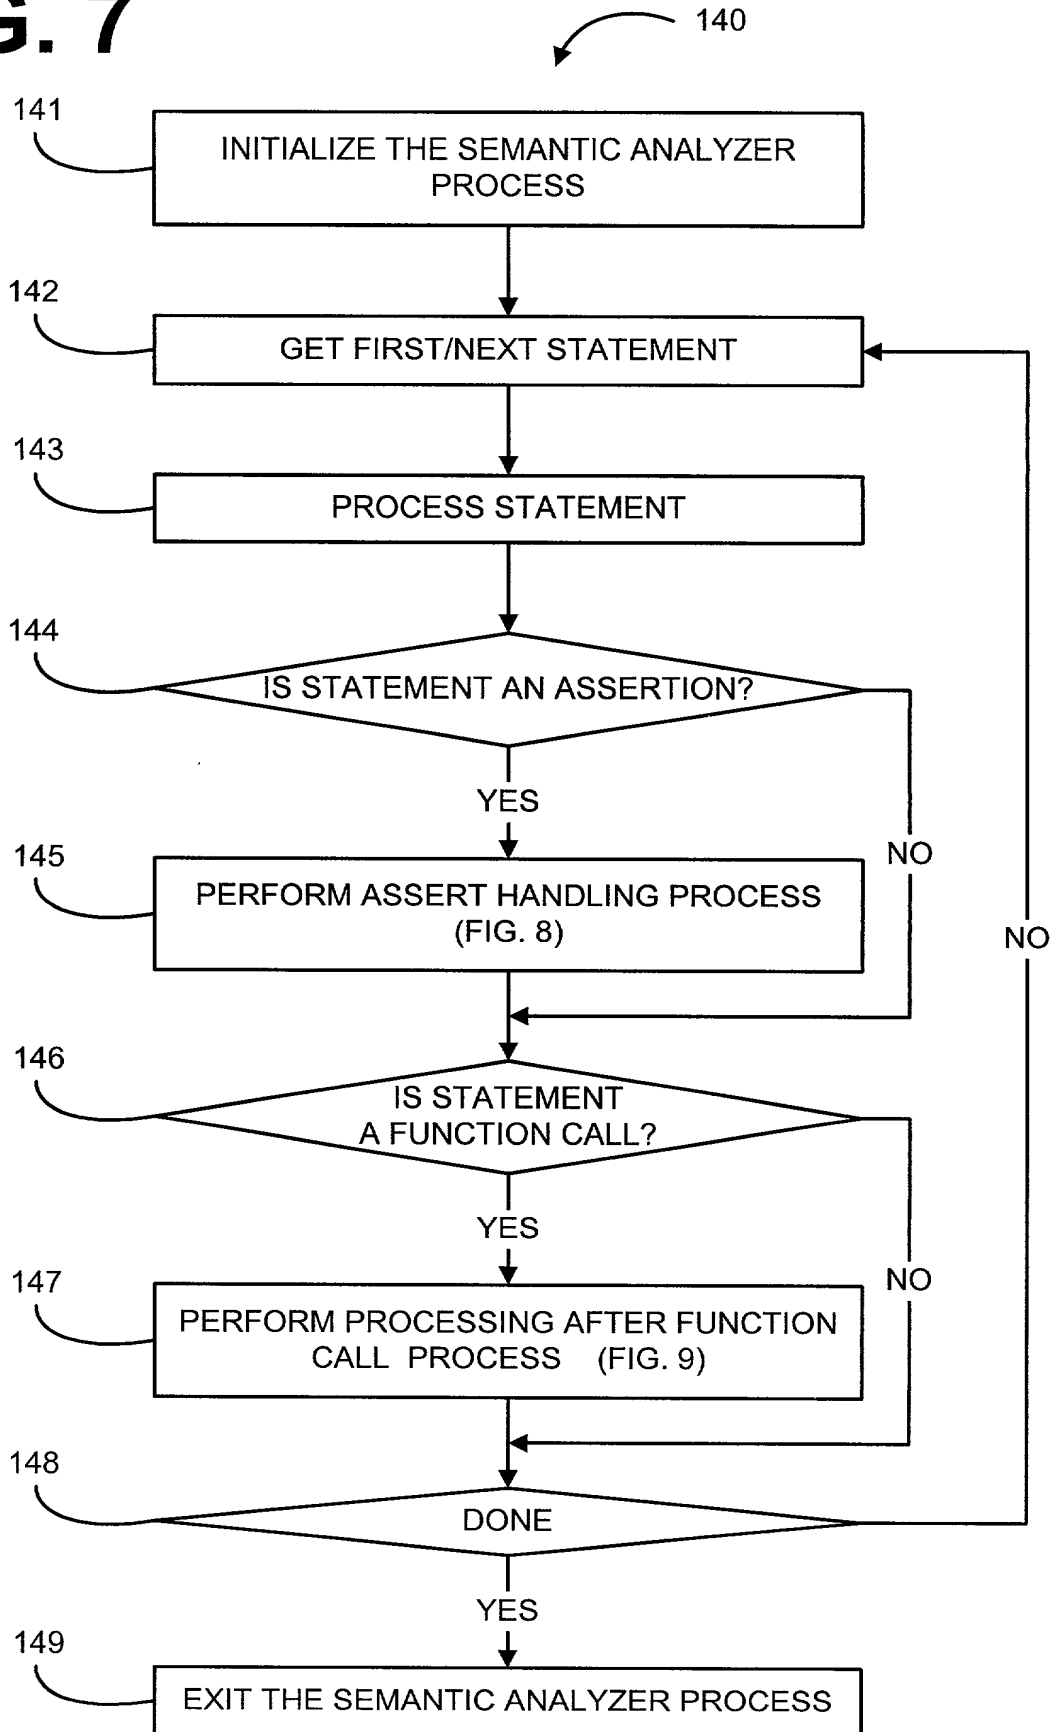 G. 7
140
141
INITIALIZE THE SEMANTIC ANALYZER
PROCESS
142
GET FIRST/NEXT STATEMENT
143
PROCESS STATEMENT
144
IS STATEMENT AN ASSERTION?
YES
NO
145
PERFORM ASSERT HANDLING PROCESS
(FIG. 8)
NO
146
IS STATEMENT
A FUNCTION CALL?
YES
NO
147
PERFORM PROCESSING AFTER FUNCTION
CALL PROCESS (FIG. 9)
148
DONE
YES
149
EXIT THE SEMANTIC ANALYZER PROCESS